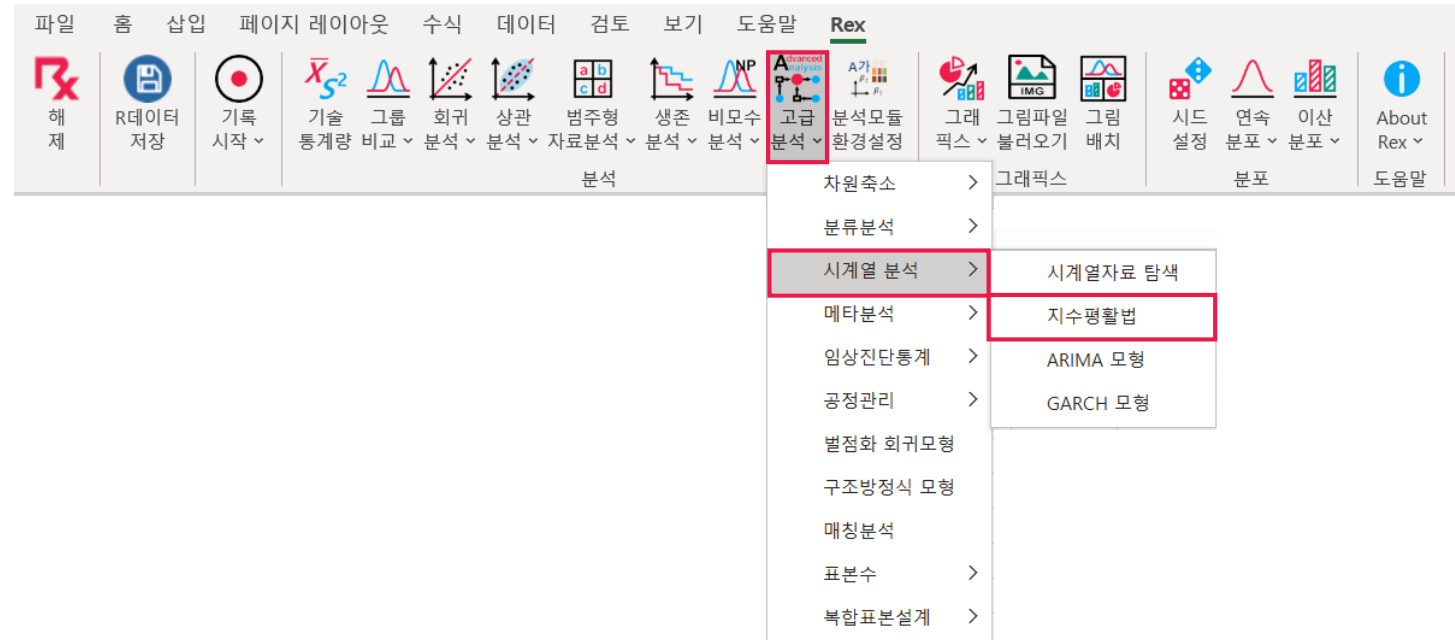 파일 홈 삽입 페이지 레이아웃 수식 데이터 검토 보기 도움말 Rex
해제
R데이터 저장
기록 시작
기술 통계량
그룹 비교
회귀 분석
상관 분석
a b c d
범주형 자료분석
생존 분석
NP
비모수 분석
Advanced Analysis
고급 분석
분석모듈 환경설정
그래픽스
IMG
그림파일 불러오기
그림 배치
시드 설정
연속 분포
이산 분포
About Rex
분석
그래픽스
분포
도움말
차원축소
분류분석
시계열 분석
메타분석
임상진단통계
공정관리
벌점화 회귀모형
구조방정식 모형
매칭분석
표본수
복합표본설계
시계열자료 탐색
지수평활법
ARIMA 모형
GARCH 모형